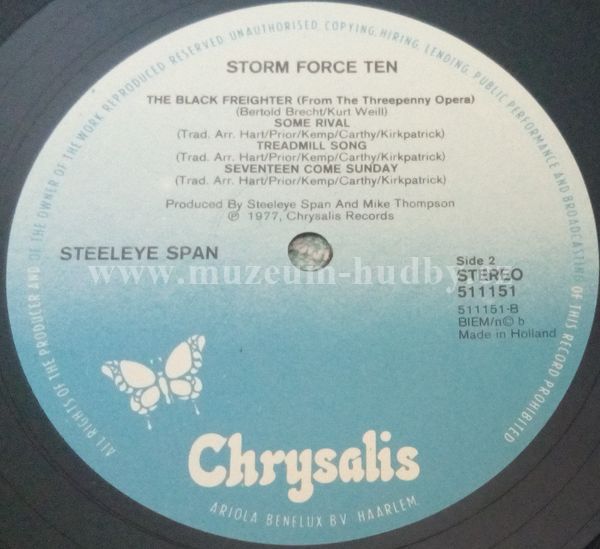 ALL RIGHTS OF THE PRODUCER AND OF THE OWNER OF THE WORK REPRODUCED RESERVED UNAUTHORISED COPYING, HIRING, LENDING, PUBLIC PERFORMANCE AND BROADCASTING OF THIS RECORD PROHIBITED
STORM FORCE TEN
THE BLACK FREIGHTER (From The Threepenny Opera)
(Bertold Brecht/Kurt Weill)
SOME RIVAL
(Trad. Arr. Hart/Prior/Kemp/Carthy/Kirkpatrick)
TREADMILL SONG
(Trad. Arr. Hart/Prior/Kemp/Carthy/Kirkpatrick)
SEVENTEEN COME SUNDAY
(Trad. Arr. Hart/Prior/Kemp/Carthy/Kirkpatrick)
Produced By Steeleye Span And Mike Thompson
℗ 1977, Chrysalis Records
STEELEYE SPAN
Side 2
STEREO
511151
511151-B
BIEM/n© b
Made in Holland
Chrysalis
ARIOLA BENELUX BV HAARLEM.